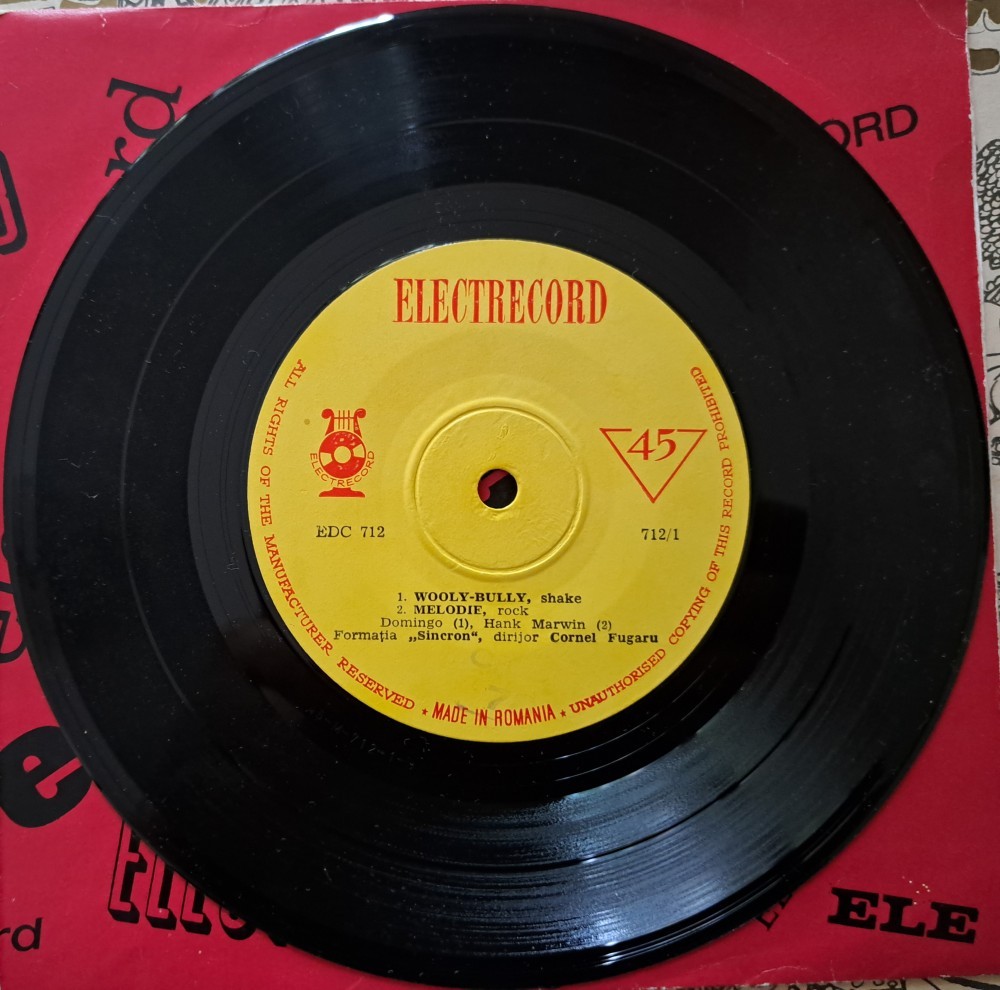 ord
ORD
ELECTRECORD
ALL RIGHTS OF THE MANUFACTURER RESERVED ★ MADE IN ROMANIA ★ UNAUTHORISED COPYING OF THIS RECORD PROHIBITED
ELECTRECORD
45
EDC 712
712/1
1. WOOLY-BULLY, shake
2. MELODIE, rock
Domingo (1), Hank Marwin (2)
Formația „Sincron“, dirijor Cornel Fugaru
e
rd
ELE